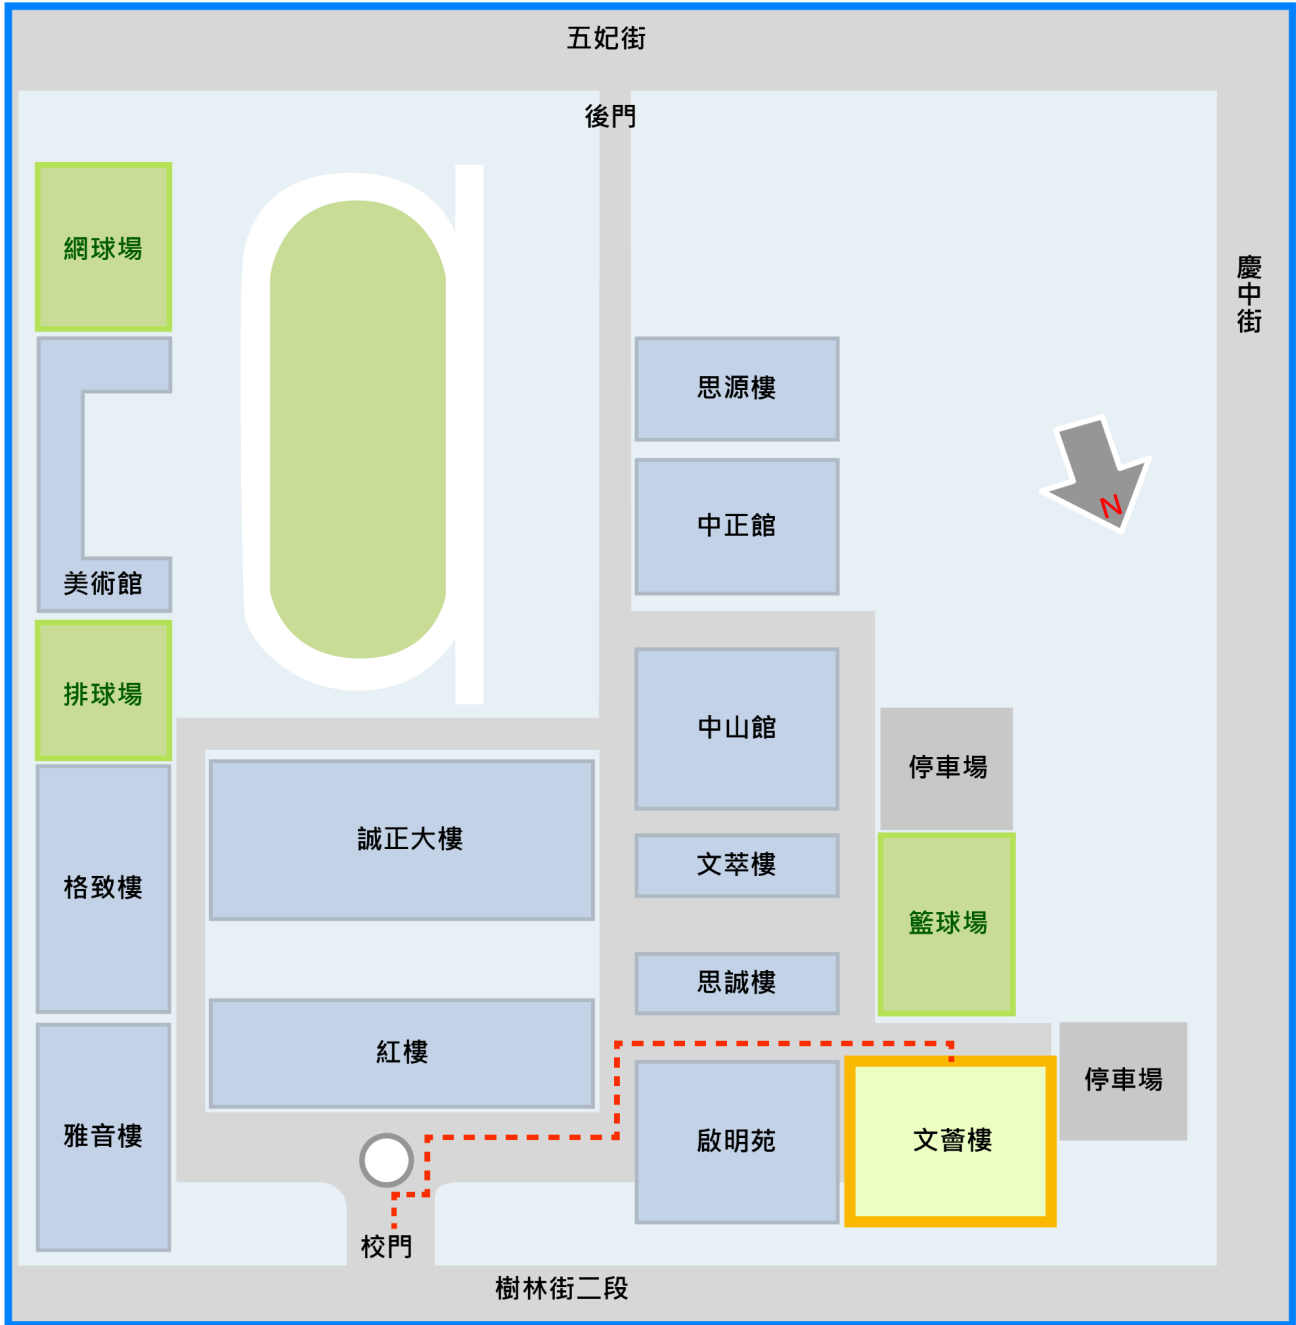 五妃街
後門
網球場
慶中街
思源樓
中正館
N
美術館
排球場
中山館
停車場
誠正大樓
文萃樓
格致樓
籃球場
思誠樓
紅樓
停車場
雅音樓
啟明苑
文薈樓
校門
樹林街二段